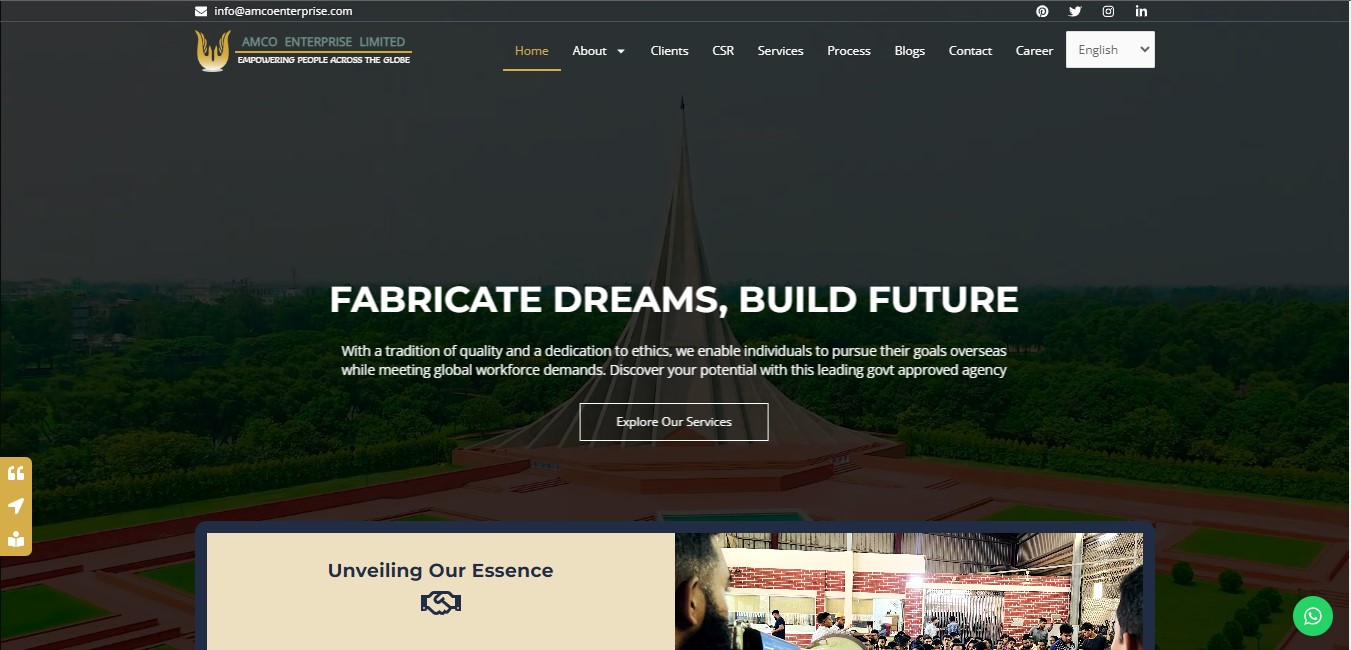 info@amcoenterprise.com
AMCO ENTERPRISE LIMITED
EMPOWERING PEOPLE ACROSS THE GLOBE
Home About Clients CSR Services Process Blogs Contact Career English
FABRICATE DREAMS, BUILD FUTURE
With a tradition of quality and a dedication to ethics, we enable individuals to pursue their goals overseas
while meeting global workforce demands. Discover your potential with this leading govt approved agency
Explore Our Services
Unveiling Our Essence